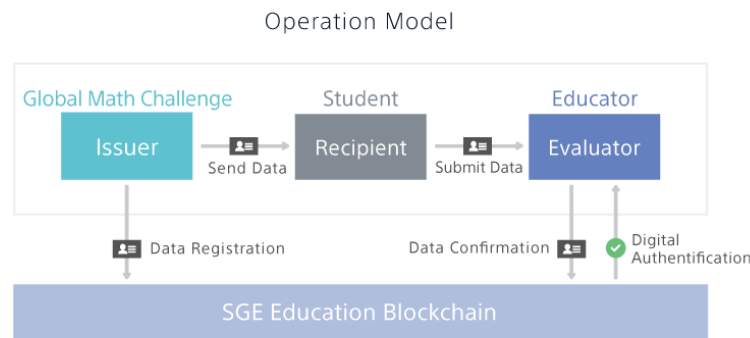 Operation Model
Global Math Challenge
Student
Educator
Issuer
Recipient
Evaluator
Send Data
Submit Data
Data Registration
Data Confirmation
Digital
Authentification
SGE Education Blockchain